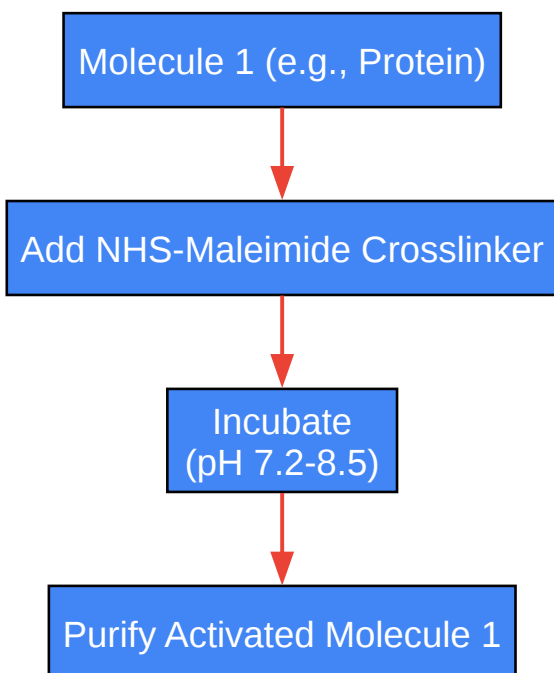 Molecule 1 (e.g., Protein)
Add NHS-Maleimide Crosslinker
Incubate
(pH 7.2-8.5)
Purify Activated Molecule 1